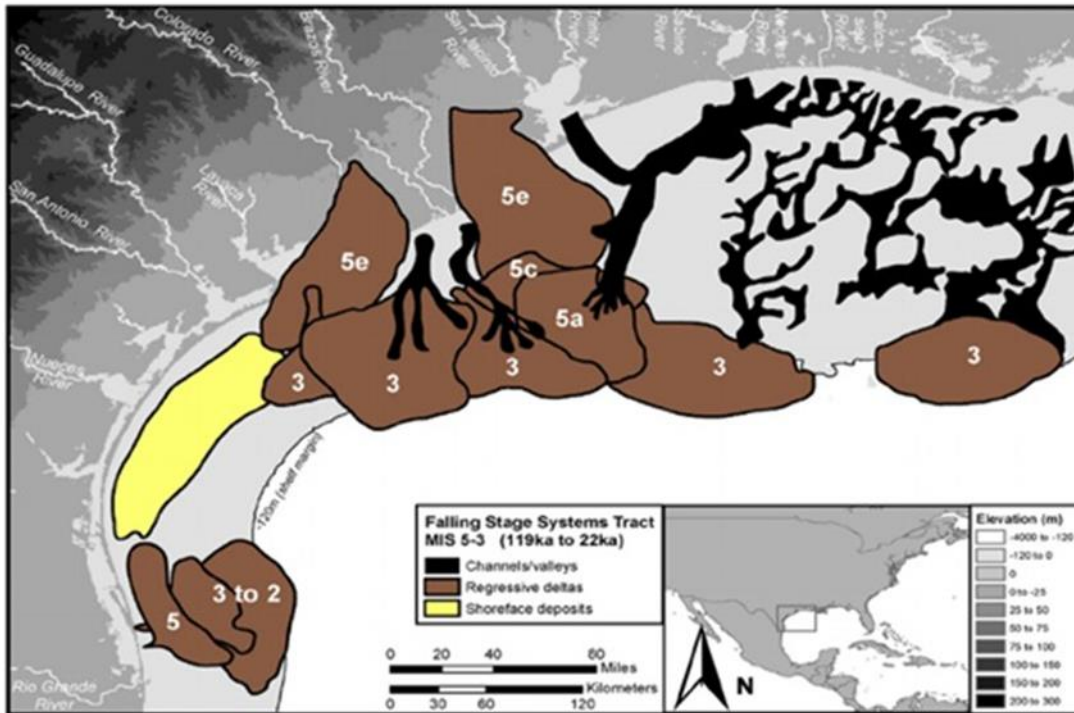 Colorado River
Brazos River
San Jacinto River
Trinity River
Sabine River
Neches River
Calca-sieu River
Guadalupe River
Lavaca River
San Antonio River
Nueces River
Rio Grande River
5e
5e
5c
5a
3
3
3
3
3
-120m (shelf margin)
3 to 2
5
Falling Stage Systems Tract
MIS 5-3 (119ka to 22ka)
Channels/valleys
Regressive deltas
Shoreface deposits
0 20 40 80
Miles
Kilometers
0 30 60 120
N
Elevation (m)
-4000 to -120
-120 to 0
0
0 to -25
25 to 50
50 to 75
75 to 100
100 to 150
150 to 200
200 to 300